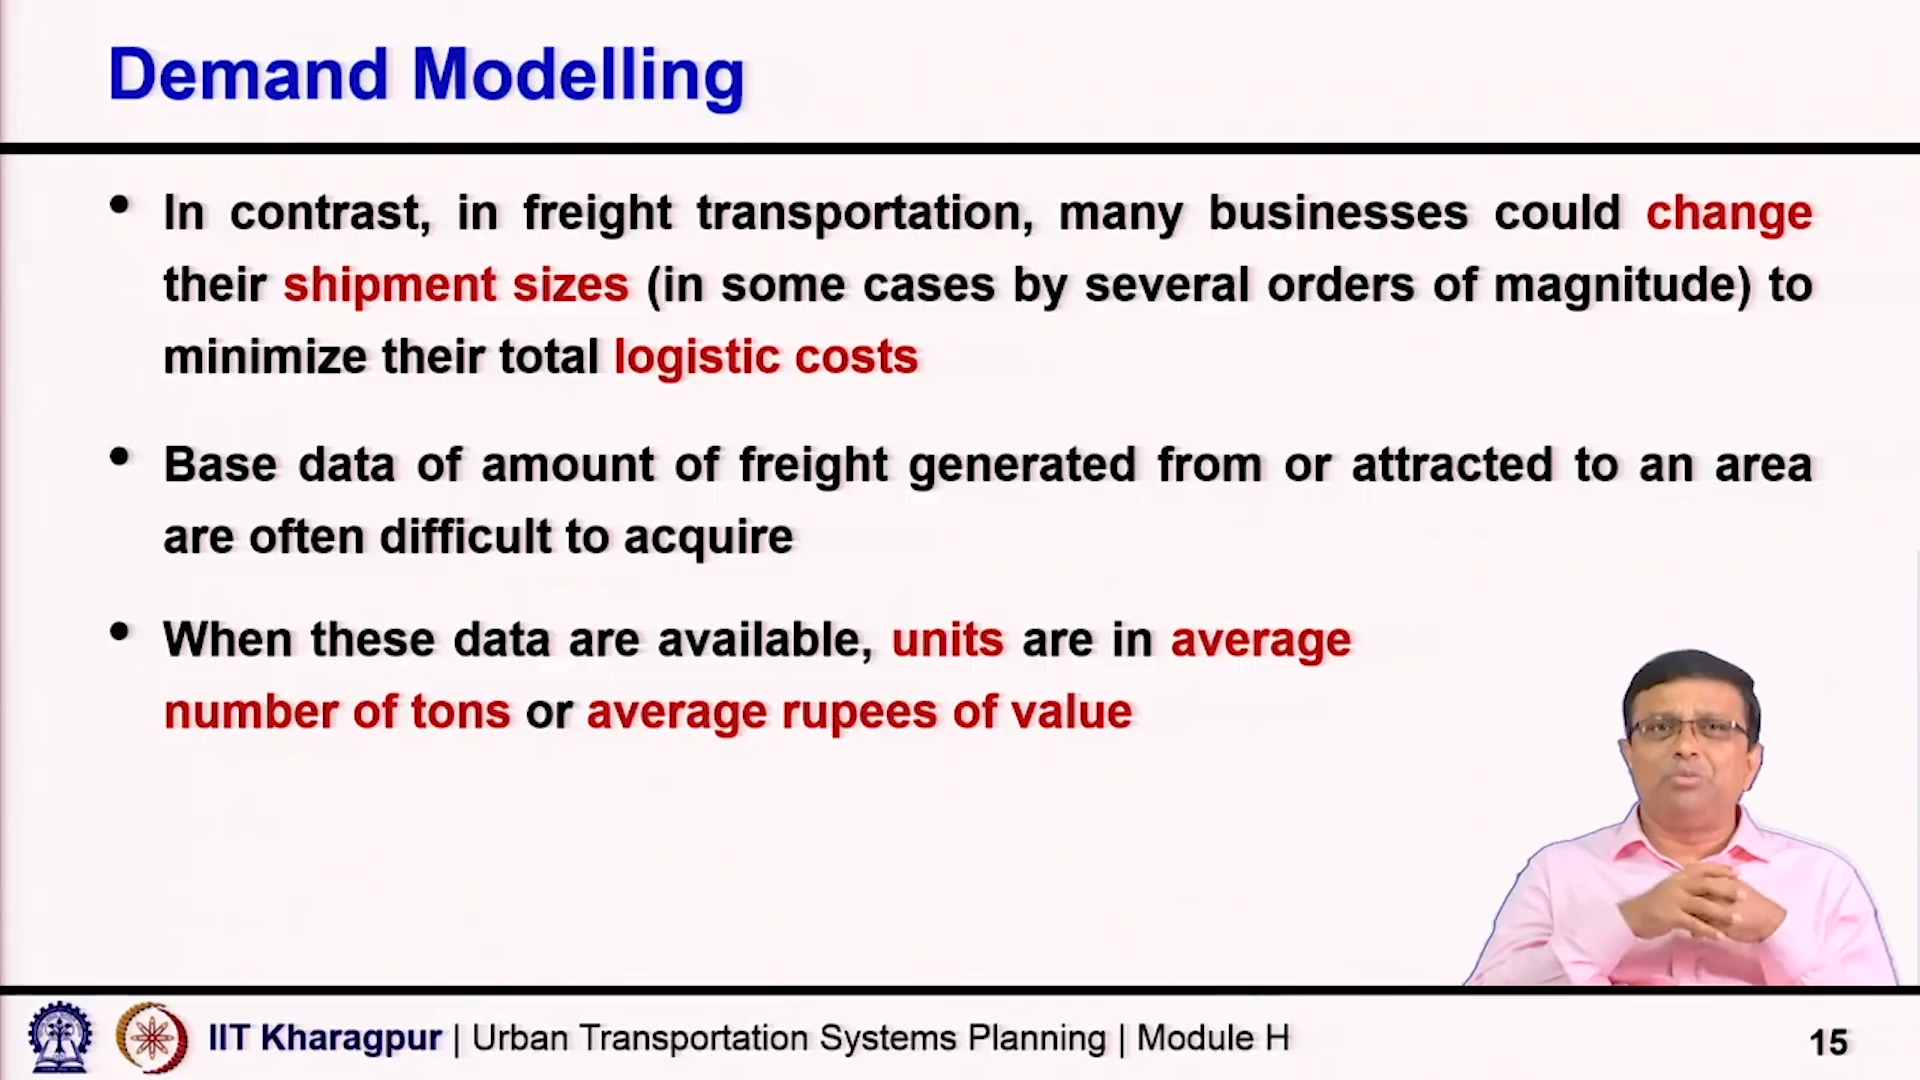 Demand Modelling
• In contrast, in freight transportation, many businesses could change
their shipment sizes (in some cases by several orders of magnitude) to
minimize their total logistic costs
• Base data of amount of freight generated from or attracted to an area
are often difficult to acquire
• When these data are available, units are in average
number of tons or average rupees of value
IIT Kharagpur | Urban Transportation Systems Planning | Module H
15